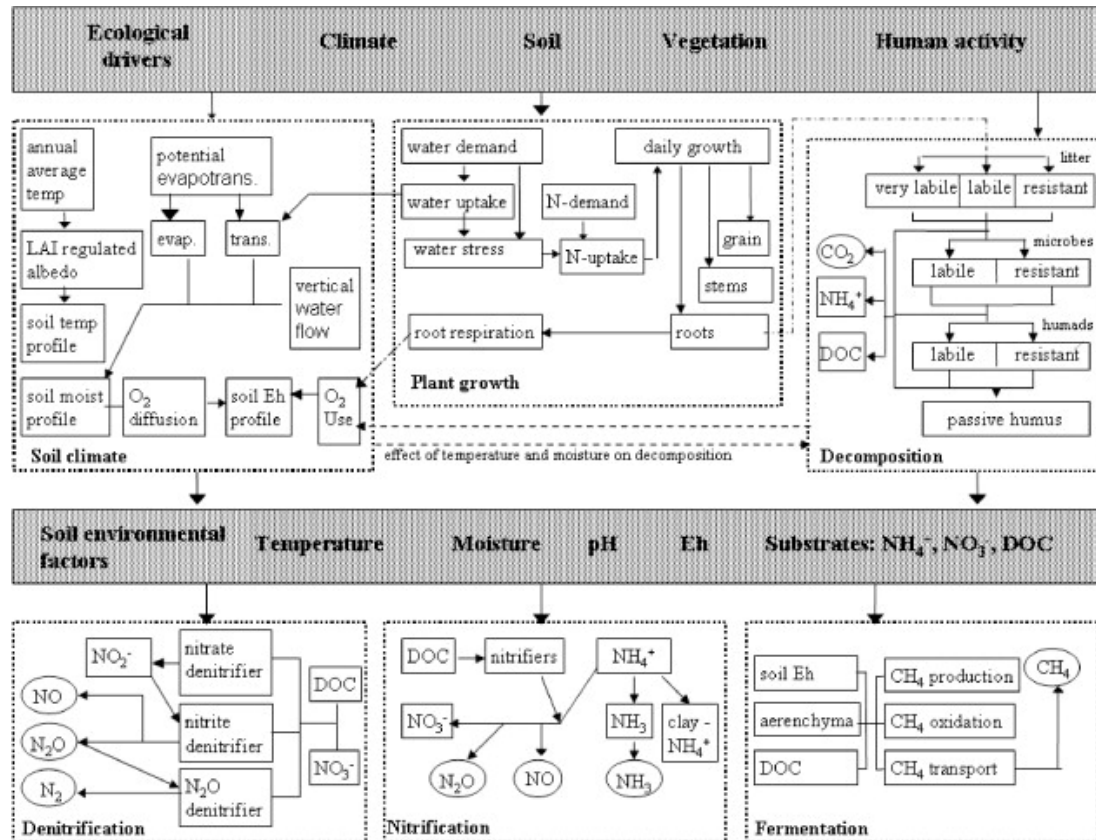 Ecological
drivers
Climate
Soil
Vegetation
Human activity
annual
average
temp
potential
evapotrans.
LAI regulated
albedo
evap.
trans.
vertical
water
flow
soil temp
profile
soil moist
profile
O2
diffusion
soil Eh
profile
O2
Use
Soil climate
water demand
daily growth
water uptake
N-demand
water stress
N-uptake
grain
stems
root respiration
roots
Plant growth
effect of temperature and moisture on decomposition
litter
very labile
labile
resistant
microbes
CO2
labile
resistant
NH4+
humads
DOC
labile
resistant
passive humus
Decomposition
Soil environmental
factors
Temperature
Moisture
pH
Eh
Substrates: NH4-, NO3-, DOC
NO2-
nitrate
denitrifier
DOC
NO
nitrite
denitrifier
N2O
NO3-
N2
N2O
denitrifier
Denitrification
DOC
nitrifiers
NH4+
NO3-
NH3
clay -
NH4+
N2O
NO
NH3
Nitrification
soil Eh
CH4 production
CH4
aerenchyma
CH4 oxidation
DOC
CH4 transport
Fermentation